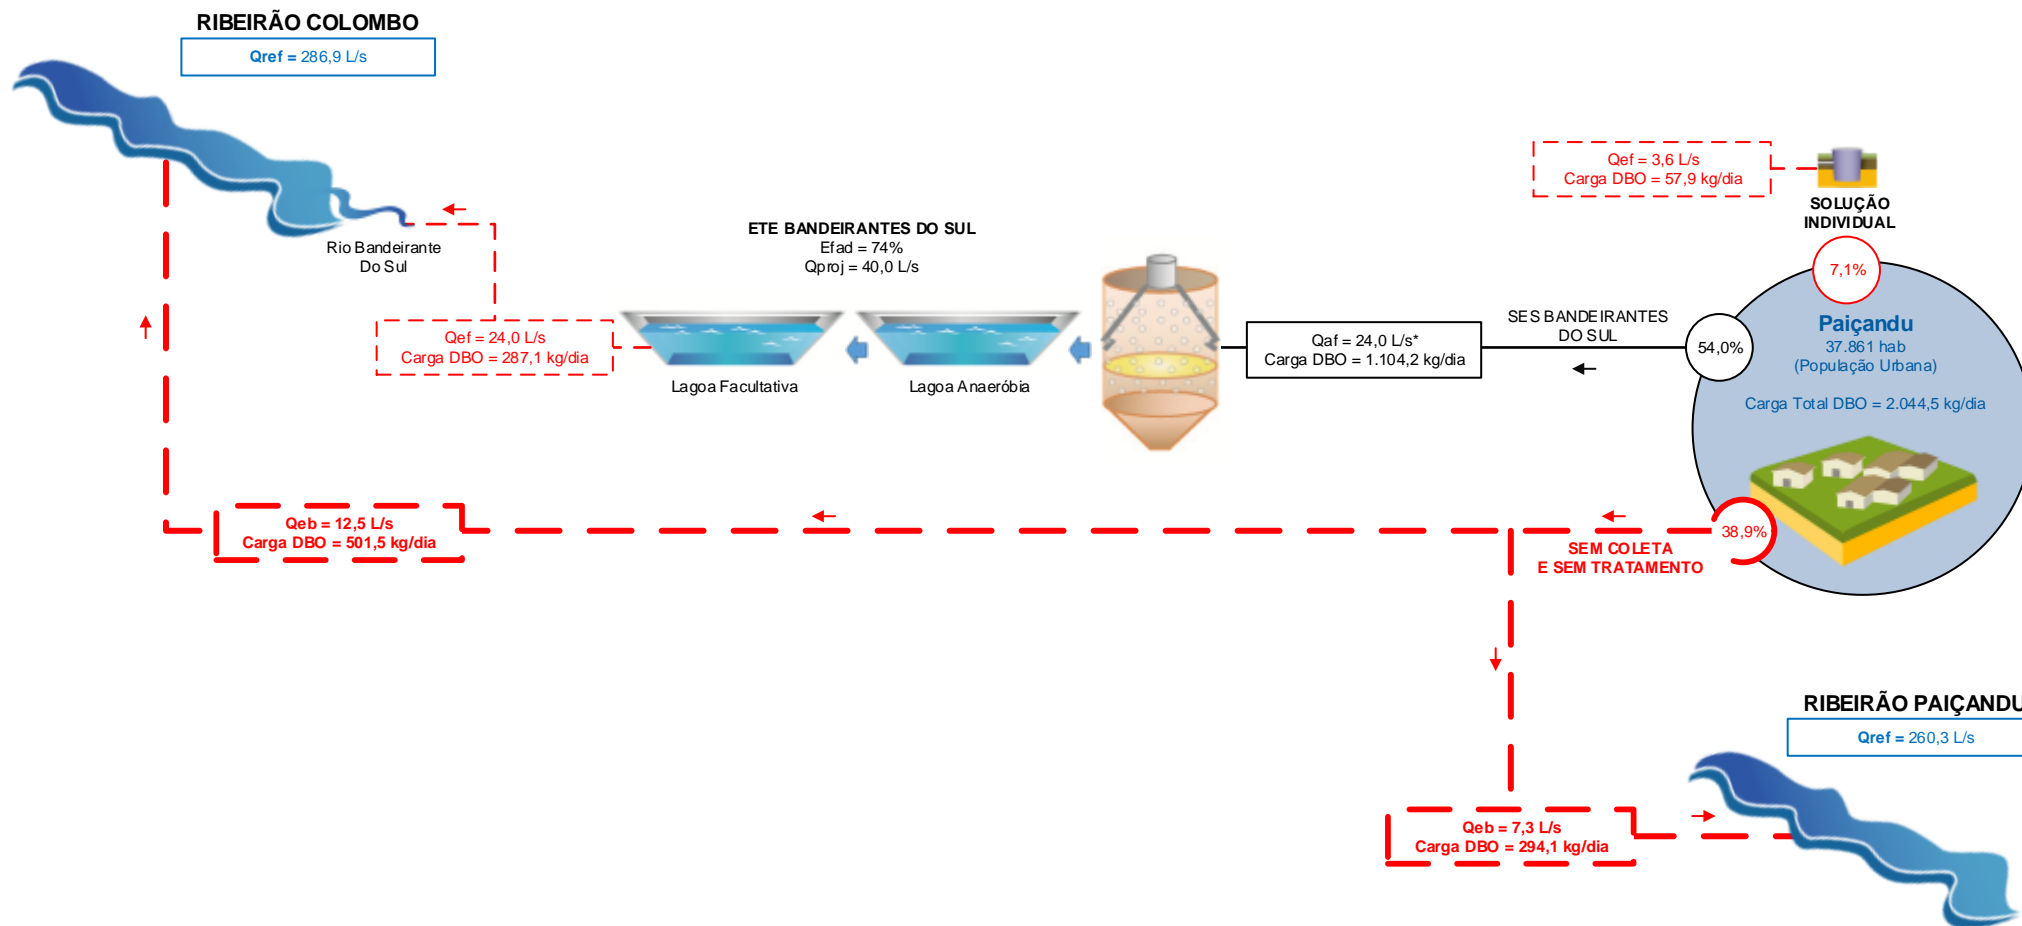 RIBEIRÃO COLOMBO
Qref = 286,9 L/s
Rio Bandeirante
Do Sul
Qef = 24,0 L/s
Carga DBO = 287,1 kg/dia
ETE BANDEIRANTES DO SUL
Efad = 74%
Qproj = 40,0 L/s
Lagoa Facultativa
Lagoa Anaeróbia
Qaf = 24,0 L/s*
Carga DBO = 1.104,2 kg/dia
SES BANDEIRANTES
DO SUL
54,0%
Qef = 3,6 L/s
Carga DBO = 57,9 kg/dia
SOLUÇÃO
INDIVIDUAL
7,1%
Paiçandu
37.861 hab
(População Urbana)
Carga Total DBO = 2.044,5 kg/dia
38,9%
SEM COLETA
E SEM TRATAMENTO
Qeb = 12,5 L/s
Carga DBO = 501,5 kg/dia
RIBEIRÃO PAIÇANDU
Qref = 260,3 L/s
Qeb = 7,3 L/s
Carga DBO = 294,1 kg/dia